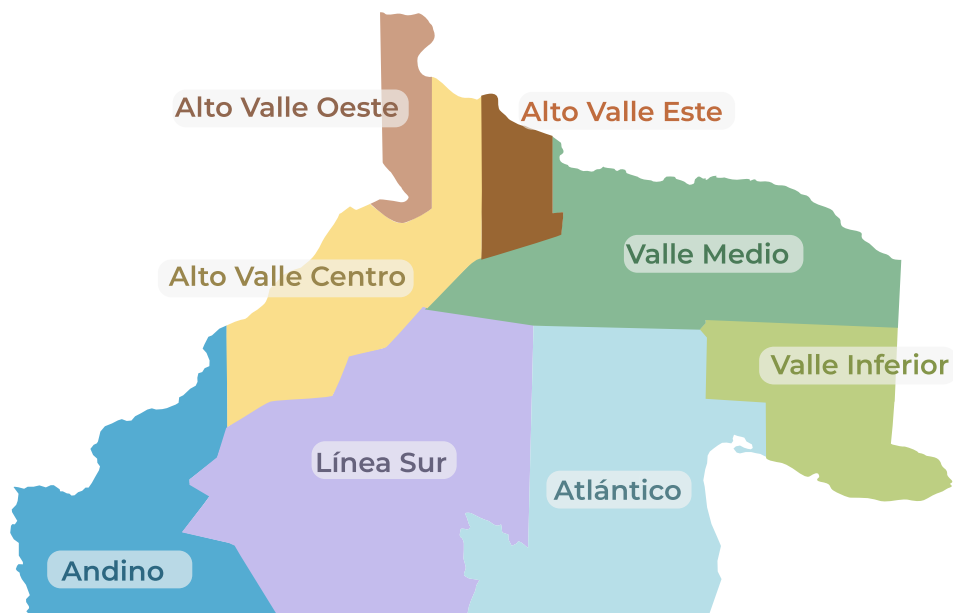 Alto Valle Oeste
Alto Valle Este
Valle Medio
Alto Valle Centro
Valle Inferior
Línea Sur
Atlántico
Andino